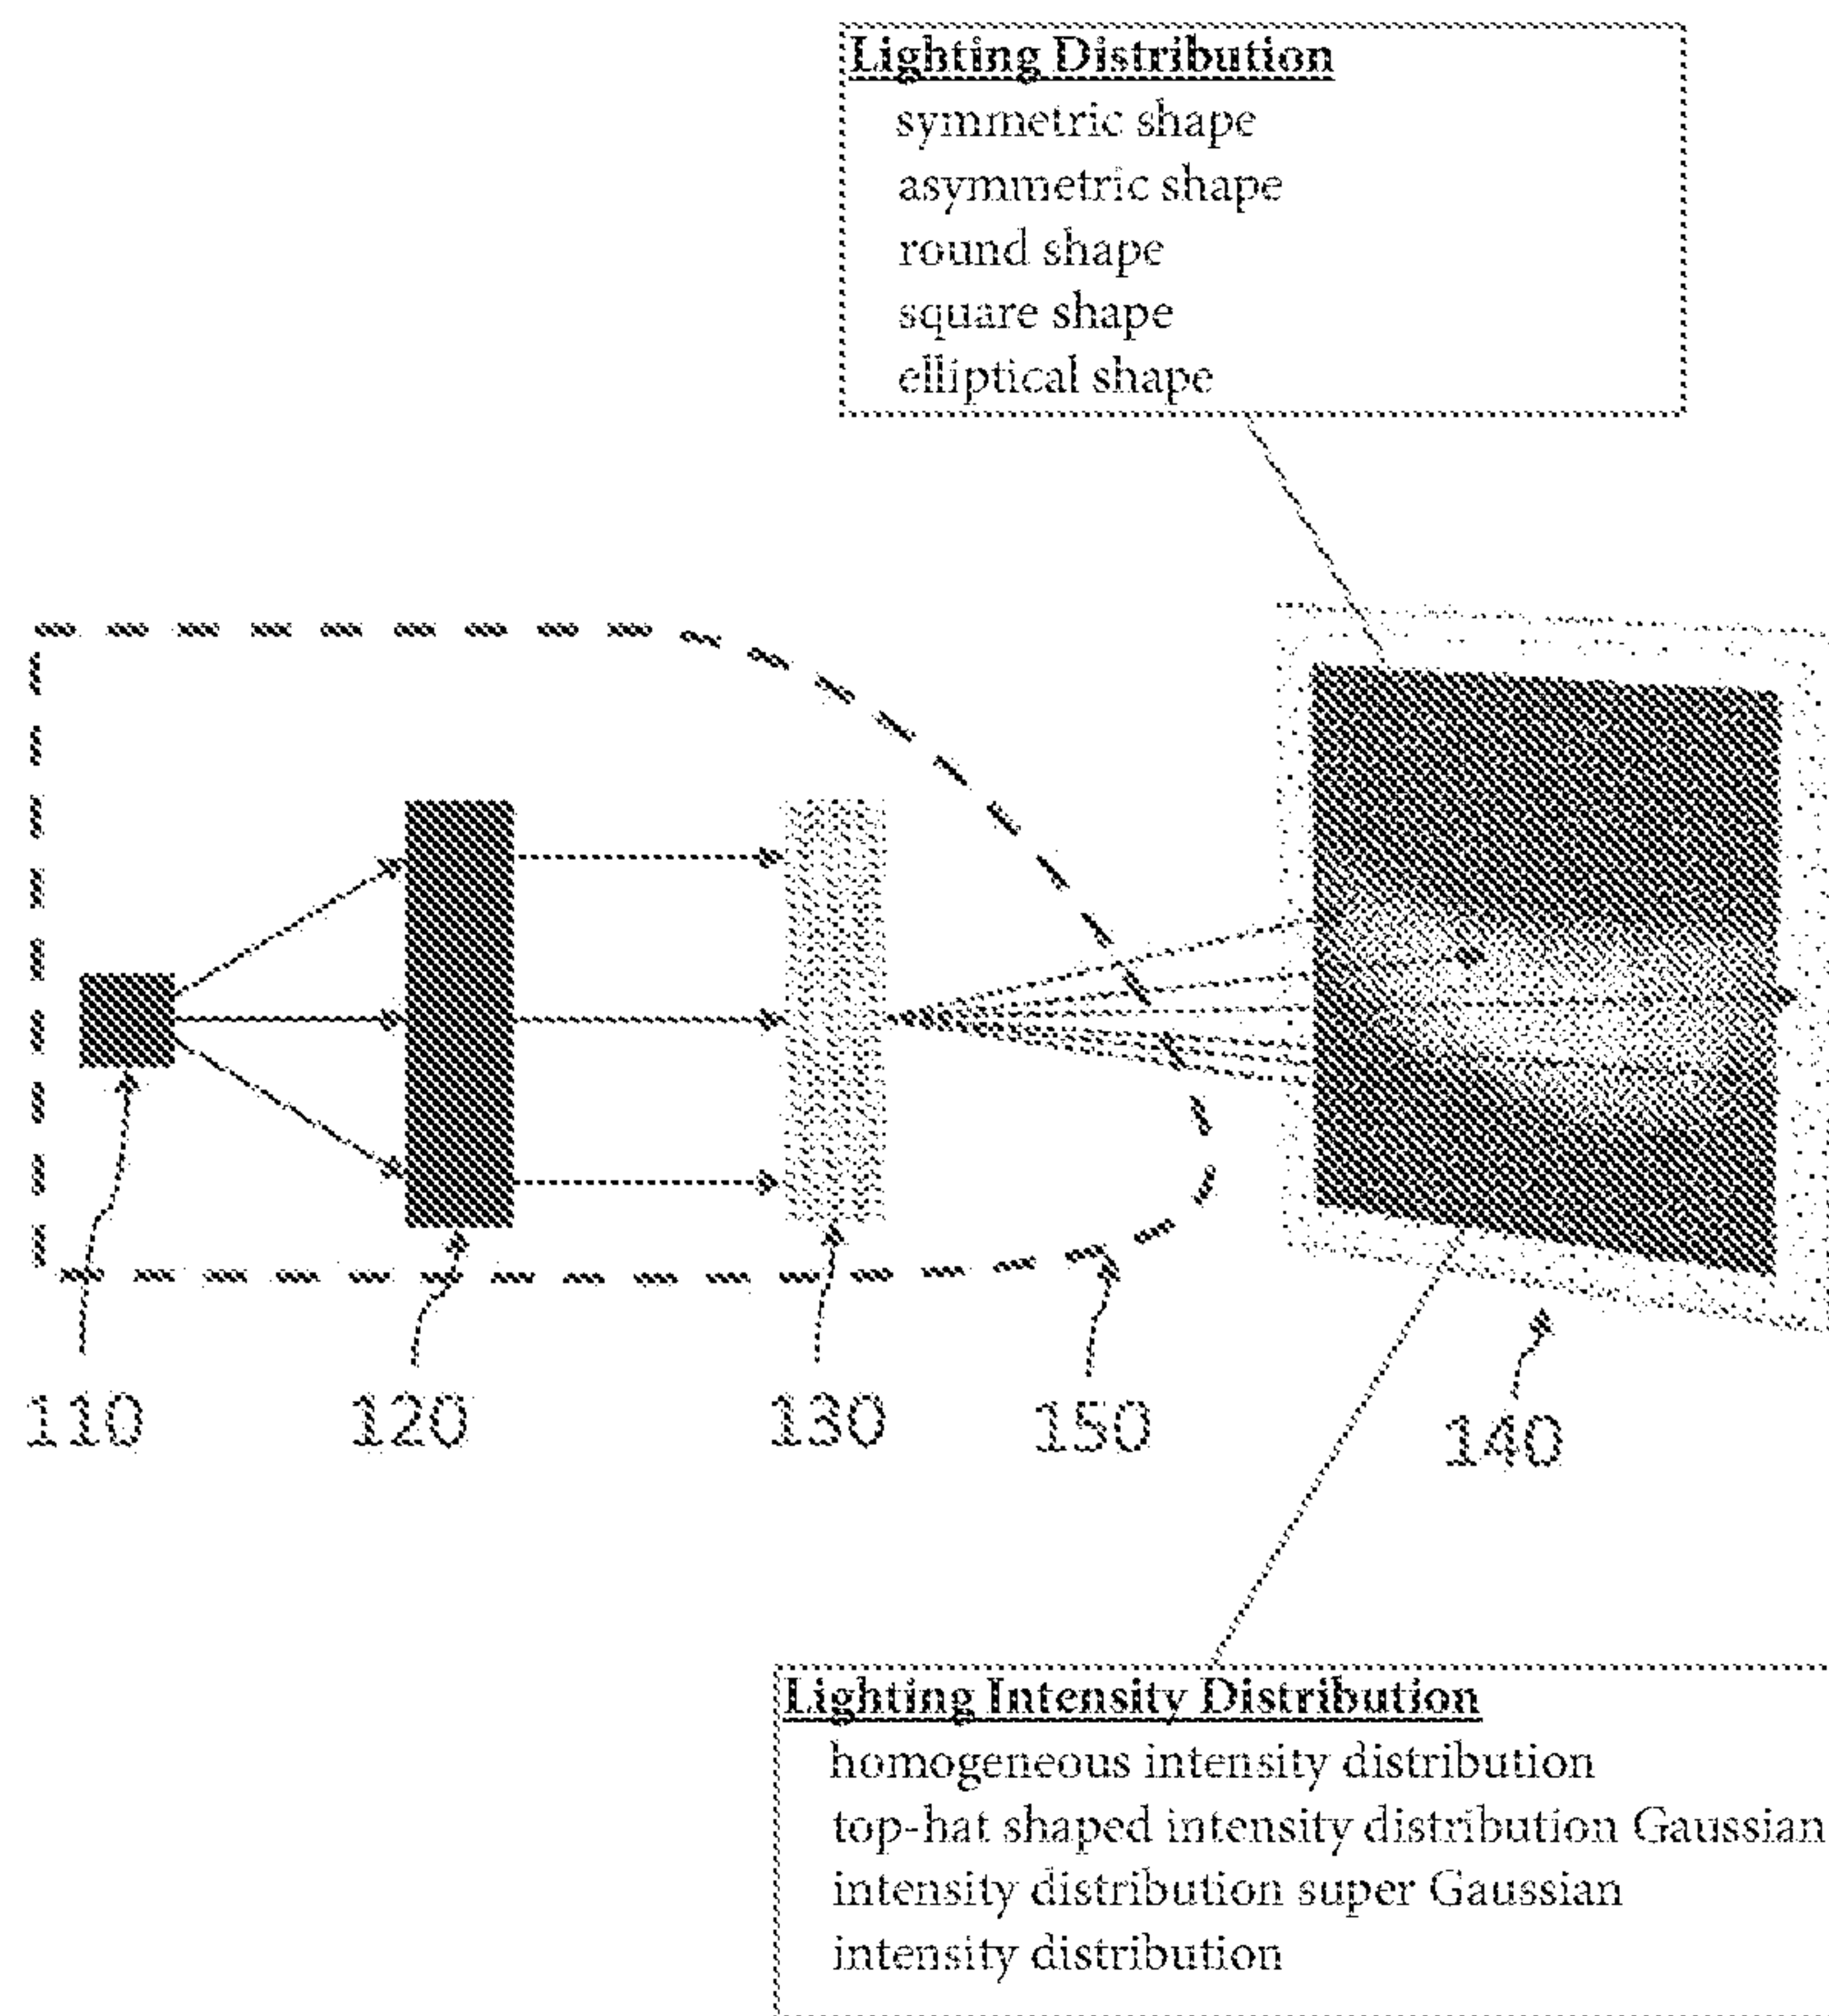 Lighting Distribution
symmetric shape
asymmetric shape
round shape
square shape
elliptical shape
110
120
130
150
140
Lighting Intensity Distribution
homogeneous intensity distribution
top-hat shaped intensity distribution Gaussian
intensity distribution super Gaussian
intensity distribution